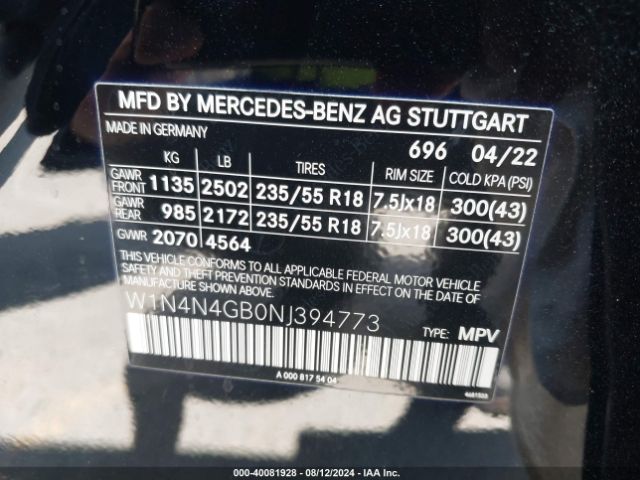 MFD BY MERCEDES-BENZ AG STUTTGART
MADE IN GERMANY 696 04/22
KG LB TIRES RIM SIZE COLD KPA (PSI)
GAWR FRONT 1135 2502 235/55 R18 7.5Jx18 300(43)
GAWR REAR 985 2172 235/55 R18 7.5Jx18 300(43)
GVWR 2070 4564
THIS VEHICLE CONFORMS TO ALL APPLICABLE FEDERAL MOTOR VEHICLE
SAFETY AND THEFT PREVENTION STANDARDS IN EFFECT ON THE DATE OF
MANUFACTURE SHOWN ABOVE.
W1N4N4GB0NJ394773 TYPE: MPV
A 000 817 54 04
000-40081928 - 08/12/2024 - IAA Inc.